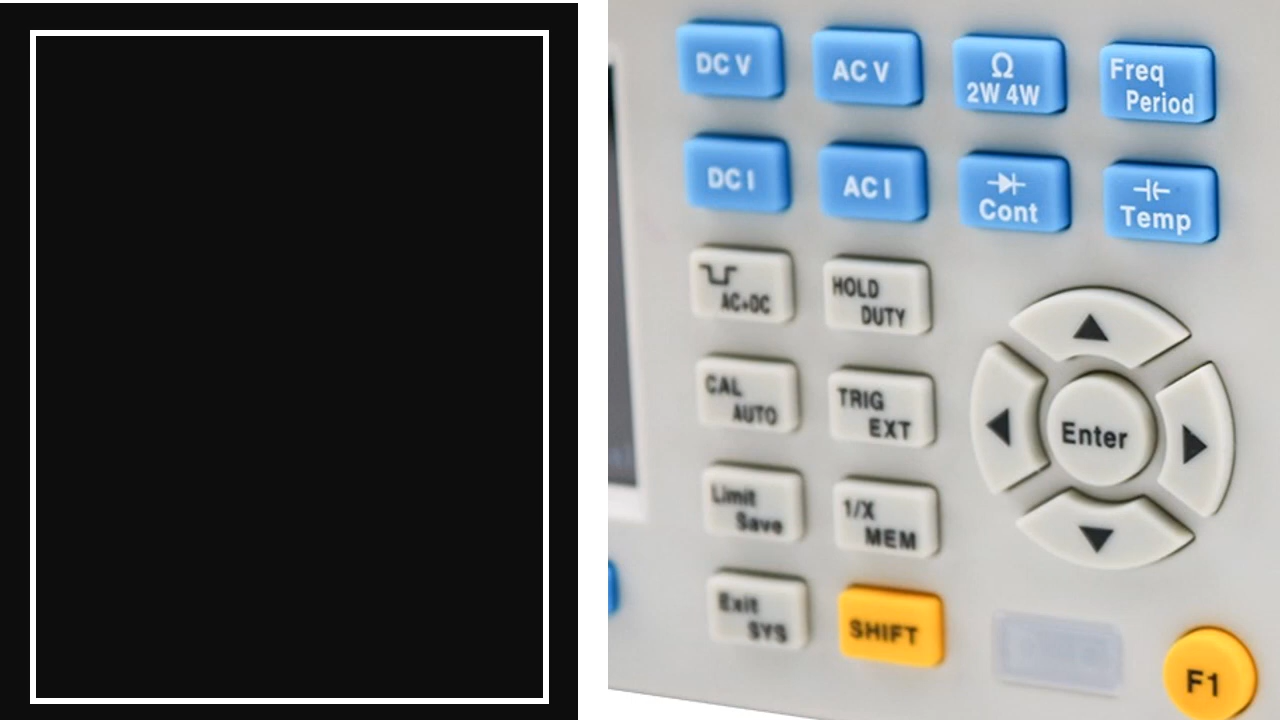 DC V
AC V
Ω
2W 4W
Freq
Period
DC I
AC I
Cont
Temp
AC+DC
HOLD
DUTY
CAL
AUTO
TRIG
EXT
Enter
Limit
Save
1/X
MEM
Exit
SYS
SHIFT
F1